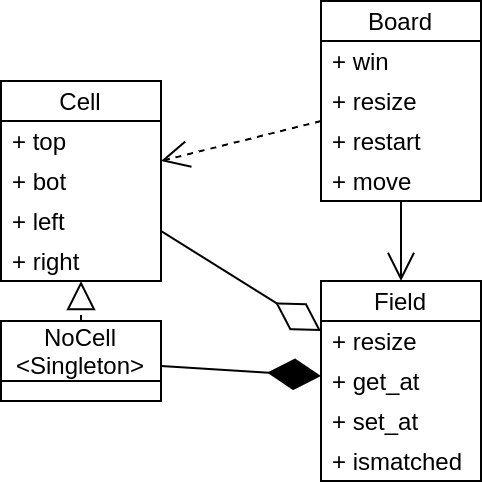 Board
+ win
+ resize
+ restart
+ move
Cell
+ top
+ bot
+ left
+ right
NoCell
<Singleton>
Field
+ resize
+ get_at
+ set_at
+ ismatched